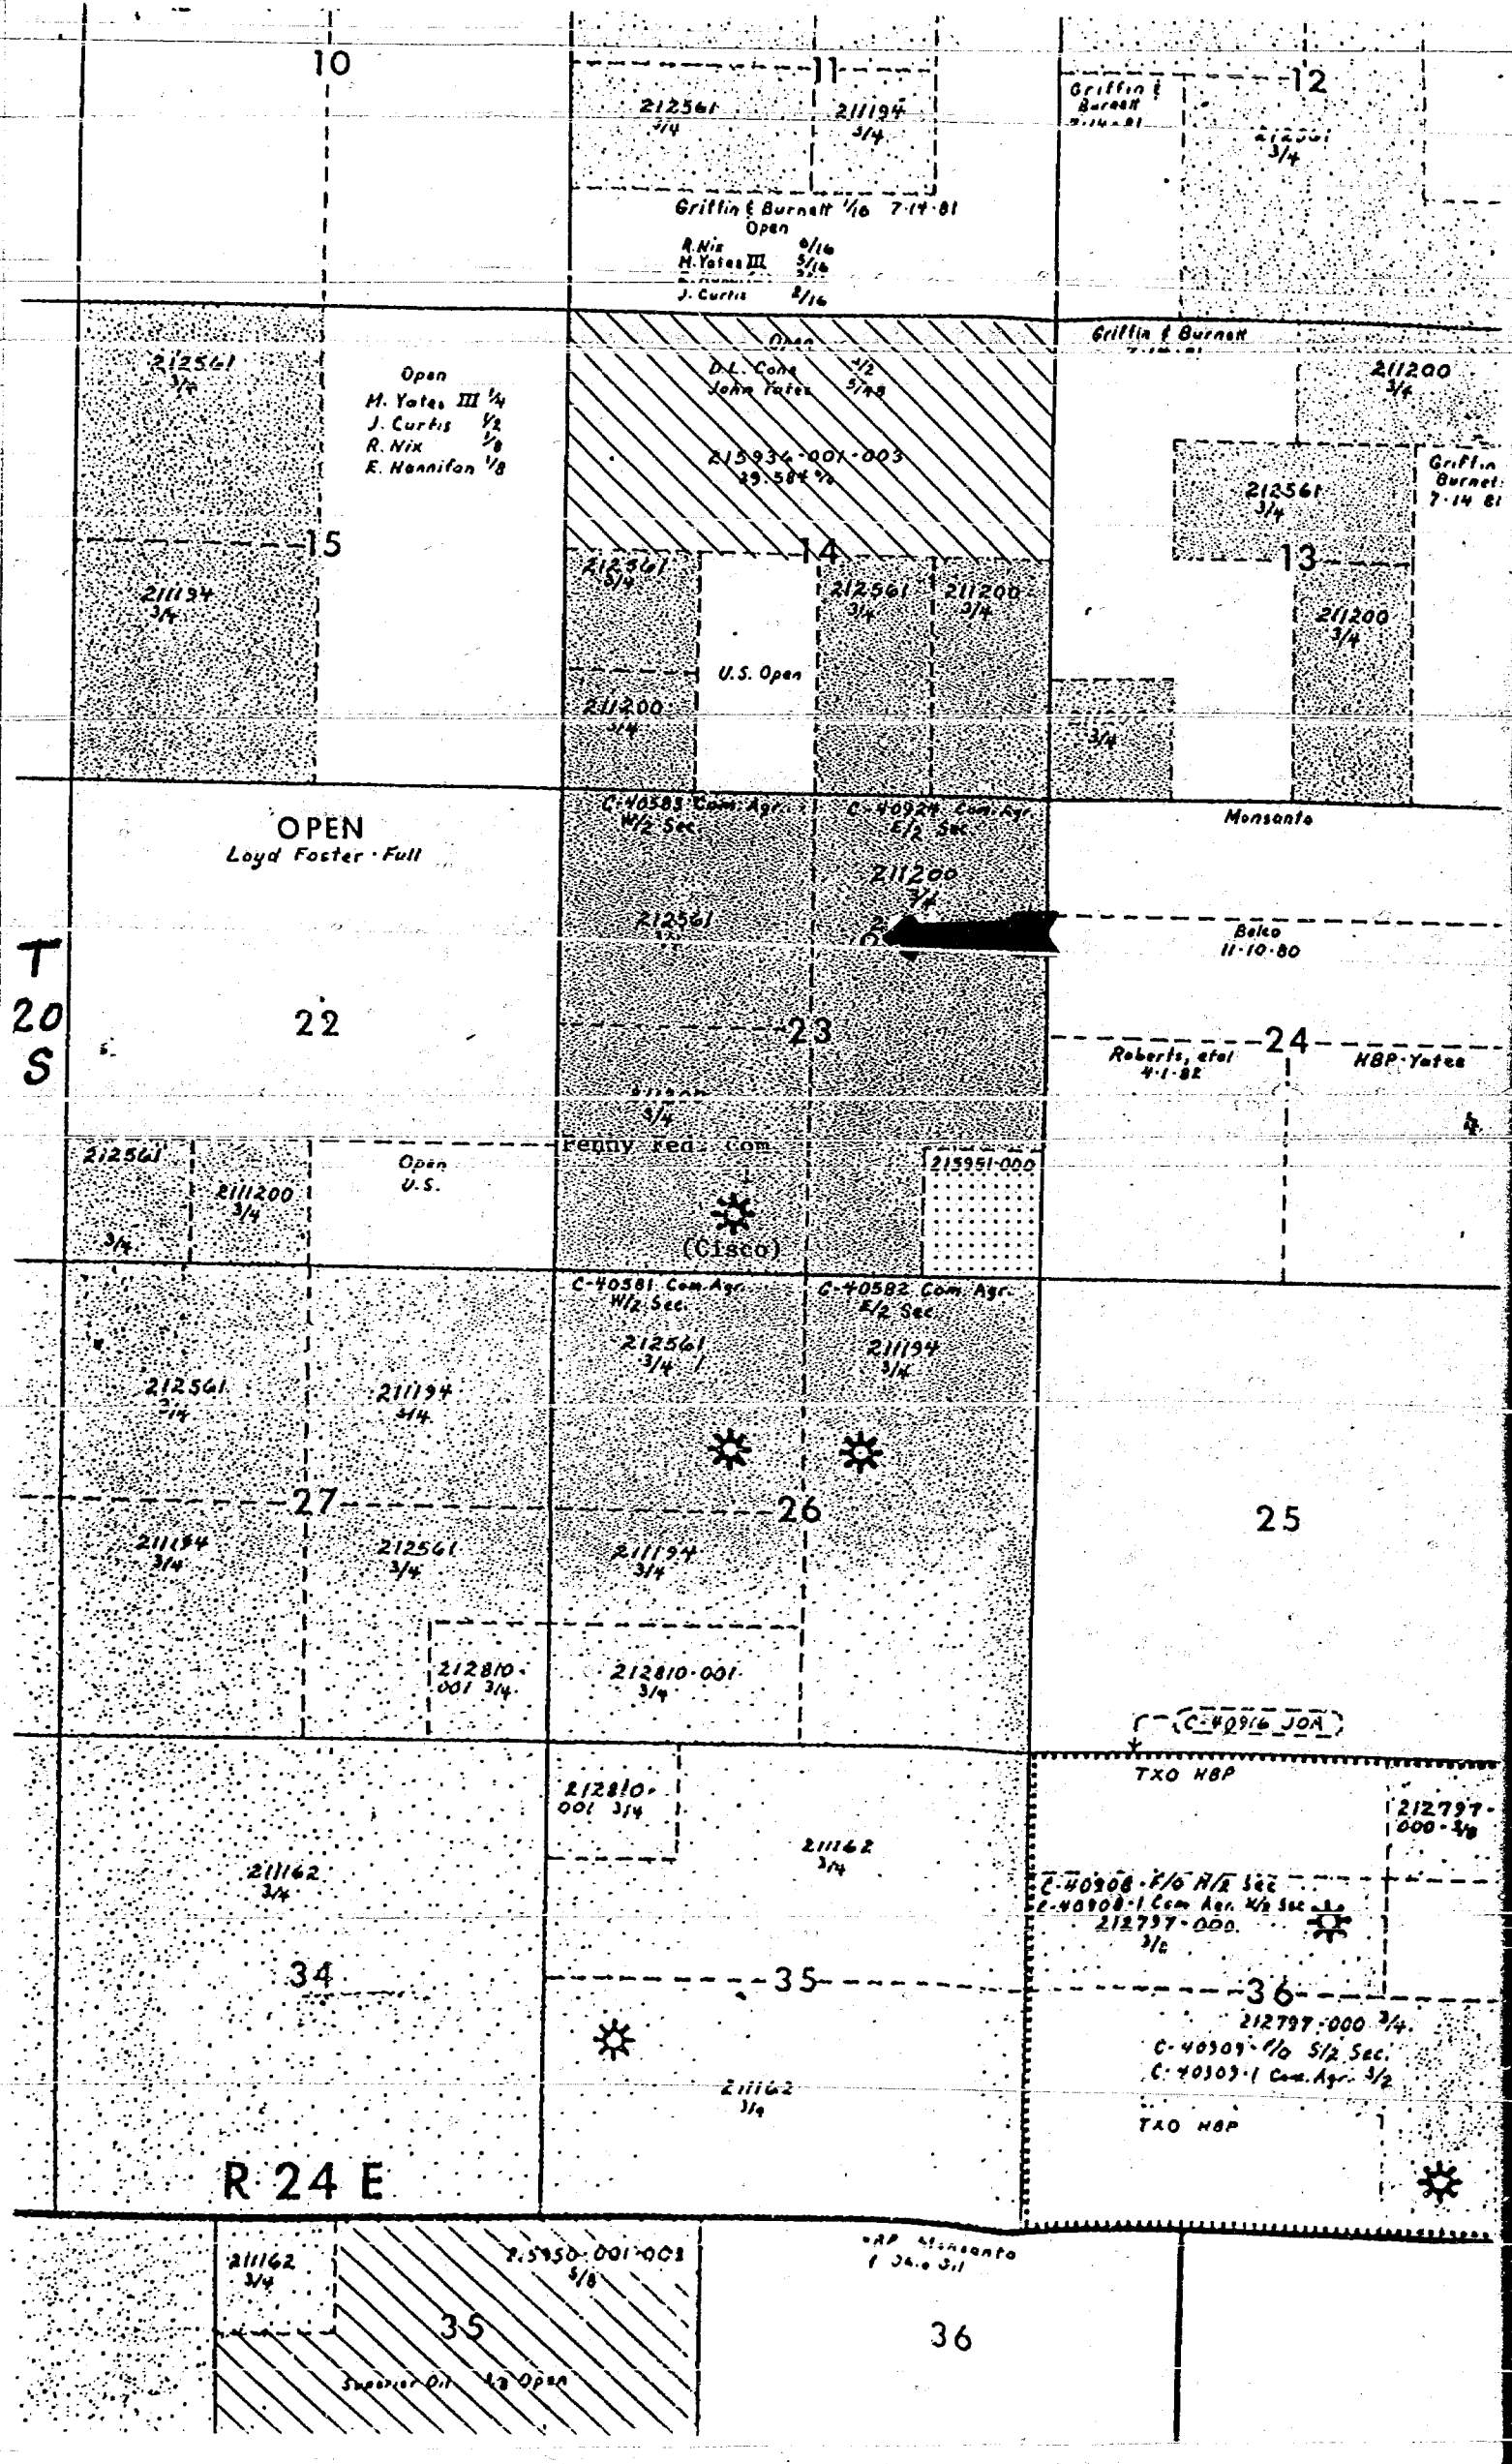 10
11
12
212561
3/4
211194
3/4
Griffin &
Burnett
7-14-81
3/4
Griffin & Burnett 1/16 7-14-81
Open
R. Nix 6/16
M. Yates III 5/16
J. Curtis 2/16
212561
3/4
Open
M. Yates III 1/4
J. Curtis 1/2
R. Nix 1/8
E. Hannifan 1/8
Open
D.L. Cone 1/2
John Yates 5/48
215934-001-003
39.584%
Griffin & Burnett
211200
3/4
212561
3/4
Griffin
Burnet
7-14 81
15
14
13
211194
3/4
212561
3/4
212561
3/4
211200
3/4
U.S. Open
211200
3/4
211200
3/4
3/4
OPEN
Loyd Foster - Full
C-40583 Com. Agr.
W/2 Sec.
C-40924 Com. Agr.
E/2 Sec.
211200
3/4
212561
Monsanto
Belco
11-10-80
T
20
S
22
23
24
Roberts, etal
4-1-82
HBP-Yates
3/4
Penny Fed. Com.
(Cisco)
215951-000
212561
3/4
211200
3/4
Open
U.S.
C-40581 Com. Agr.
W/2 Sec.
C-40582 Com. Agr.
E/2 Sec.
212561
3/4
211194
3/4
212561
3/4
211194
3/4
27
26
25
211194
3/4
212561
3/4
211194
3/4
212810-
001 3/4
212810-001
3/4
C-40916 JOA
TXO HBP
212810-
001 3/4
211162
3/4
211162
3/4
212797-
000-3/8
C-40908-F/O N/2 Sec
C-40908-1 Com Agr. N/2 Sec
212797-000
34
35
36
212797-000 3/4
C-40909-F/O S/2 Sec.
C-40909-1 Com. Agr. S/2
TXO HBP
211162
3/4
R 24 E
211162
3/4
5/8
35
Superior Oil Open
Monsanto
36